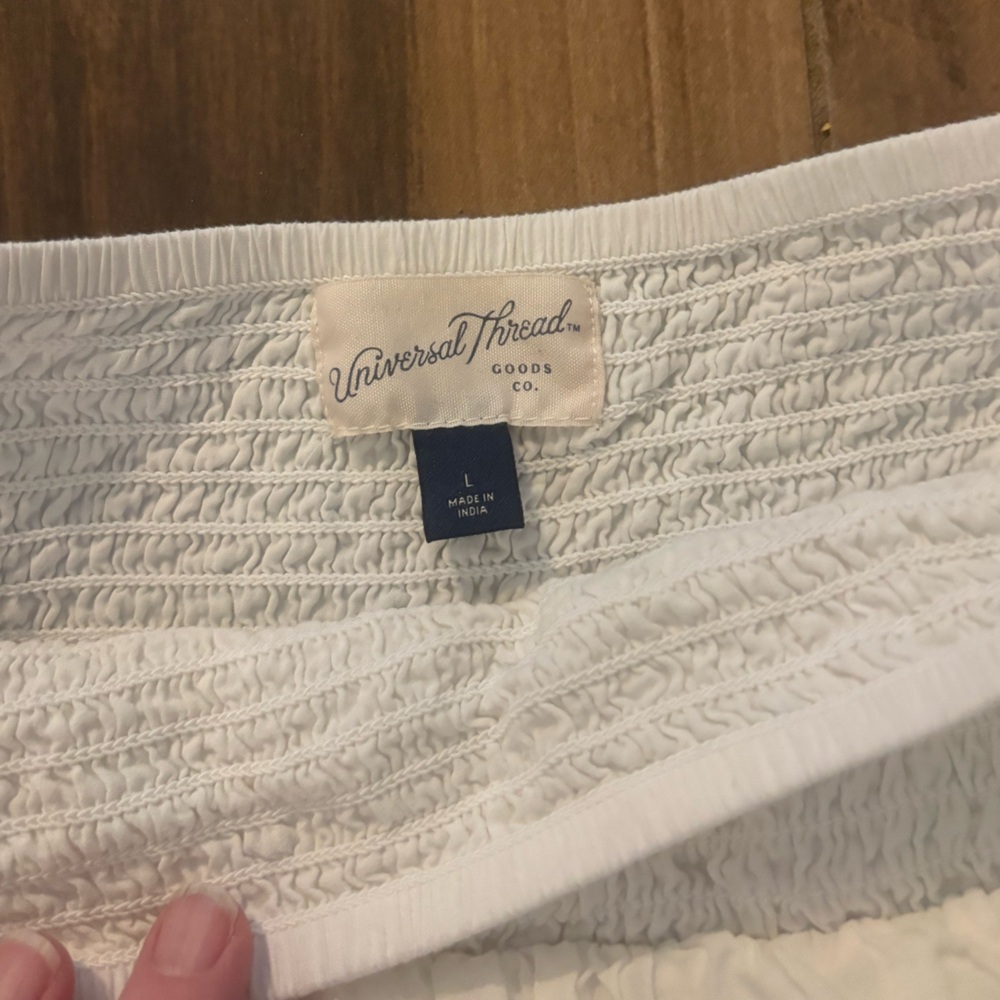 Universal Thread™
GOODS
CO.
L
MADE IN
INDIA